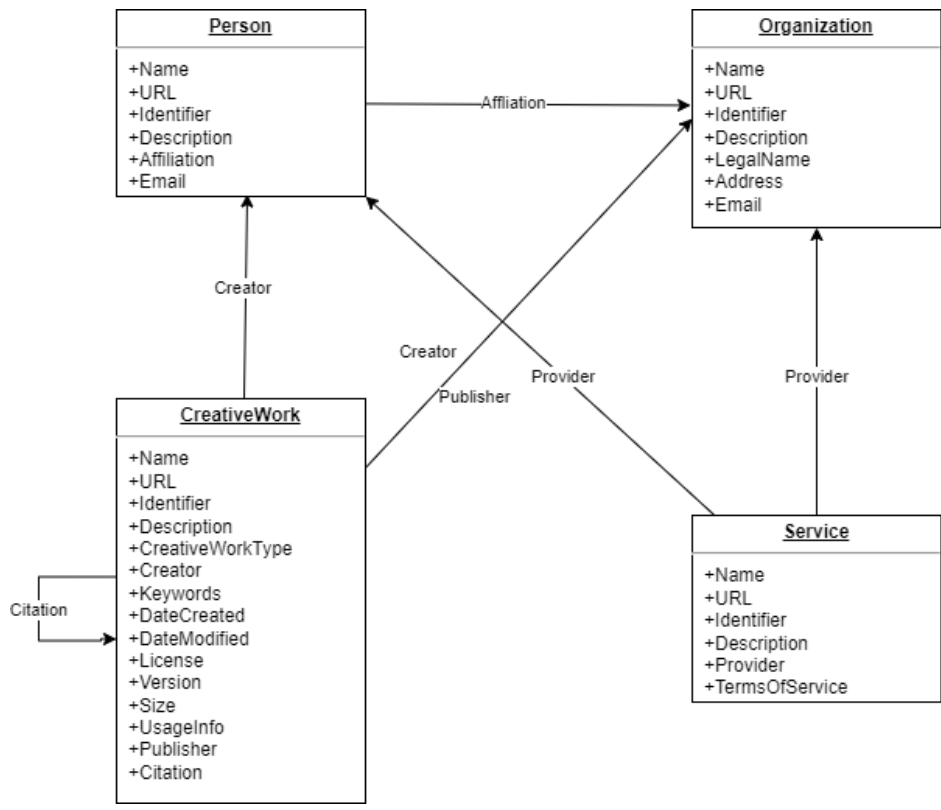 Person
+Name
+URL
+Identifier
+Description
+Affiliation
+Email
Organization
+Name
+URL
+Identifier
+Description
+LegalName
+Address
+Email
Affliation
Creator
Creator
Publisher
Provider
Provider
CreativeWork
+Name
+URL
+Identifier
+Description
+CreativeWorkType
+Creator
+Keywords
+DateCreated
+DateModified
+License
+Version
+Size
+UsageInfo
+Publisher
+Citation
Citation
Service
+Name
+URL
+Identifier
+Description
+Provider
+TermsOfService